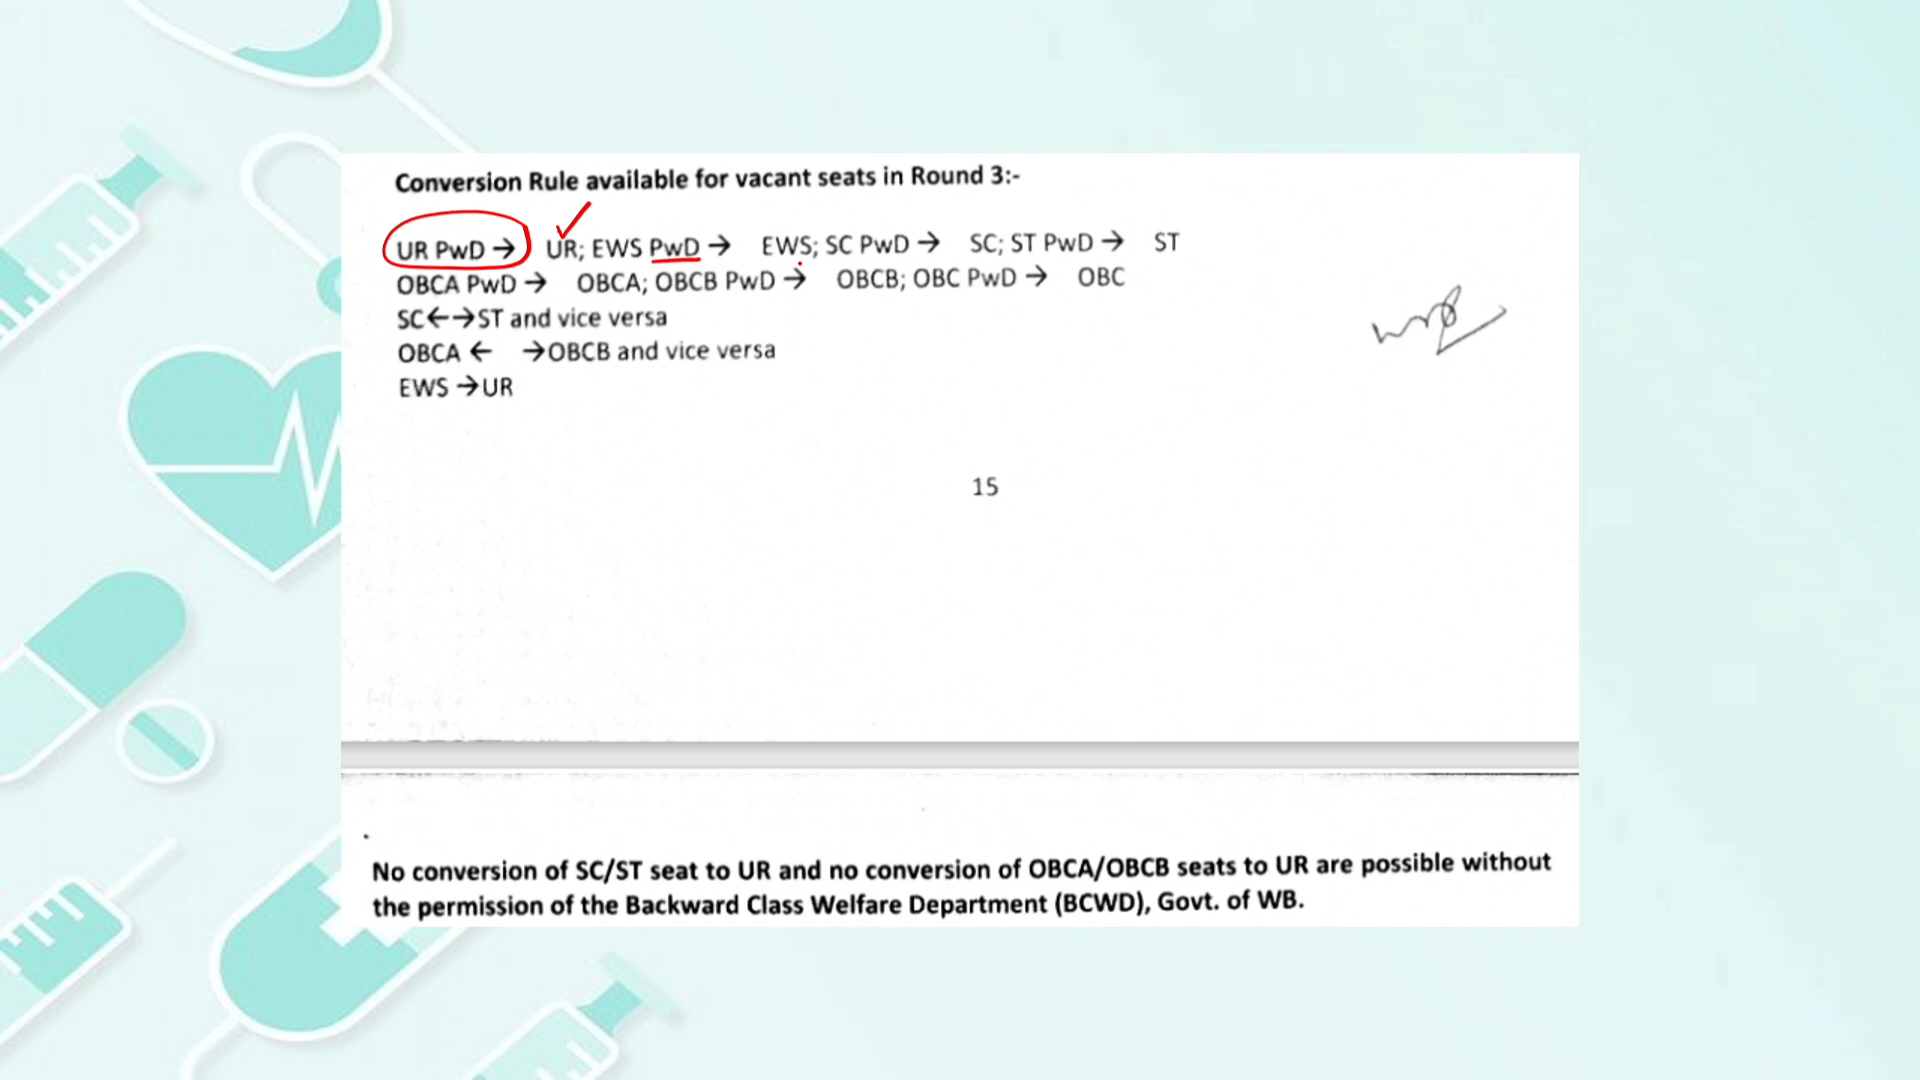 Conversion Rule available for vacant seats in Round 3:-
UR PwD → UR; EWS PwD → EWS; SC PwD → SC; ST PwD → ST
OBCA PwD → OBCA; OBCB PwD → OBCB; OBC PwD → OBC
SC←→ST and vice versa
OBCA ← →OBCB and vice versa
EWS →UR
15
No conversion of SC/ST seat to UR and no conversion of OBCA/OBCB seats to UR are possible without
the permission of the Backward Class Welfare Department (BCWD), Govt. of WB.